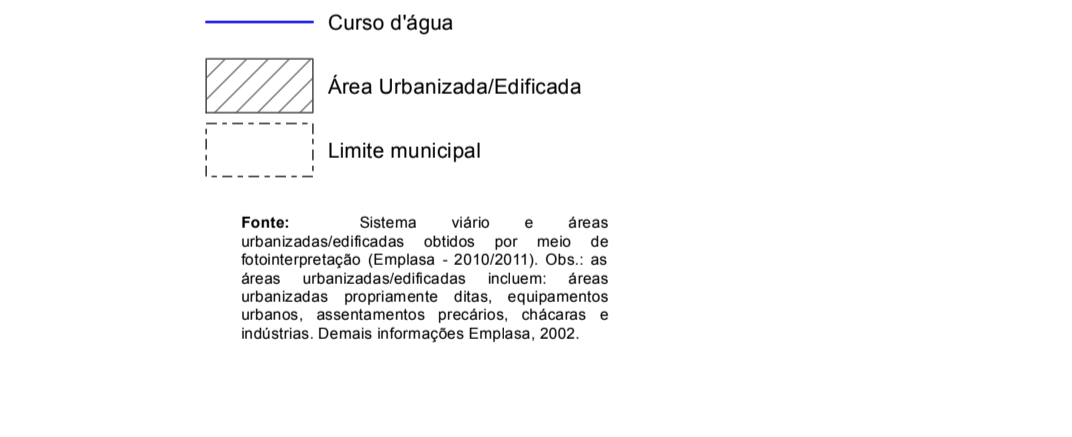 Curso d'água
Área Urbanizada/Edificada
Limite municipal
Fonte: Sistema viário e áreas
urbanizadas/edificadas obtidos por meio de
fotointerpretação (Emplasa - 2010/2011). Obs.: as
áreas urbanizadas/edificadas incluem: áreas
urbanizadas propriamente ditas, equipamentos
urbanos, assentamentos precários, chácaras e
indústrias. Demais informações Emplasa, 2002.